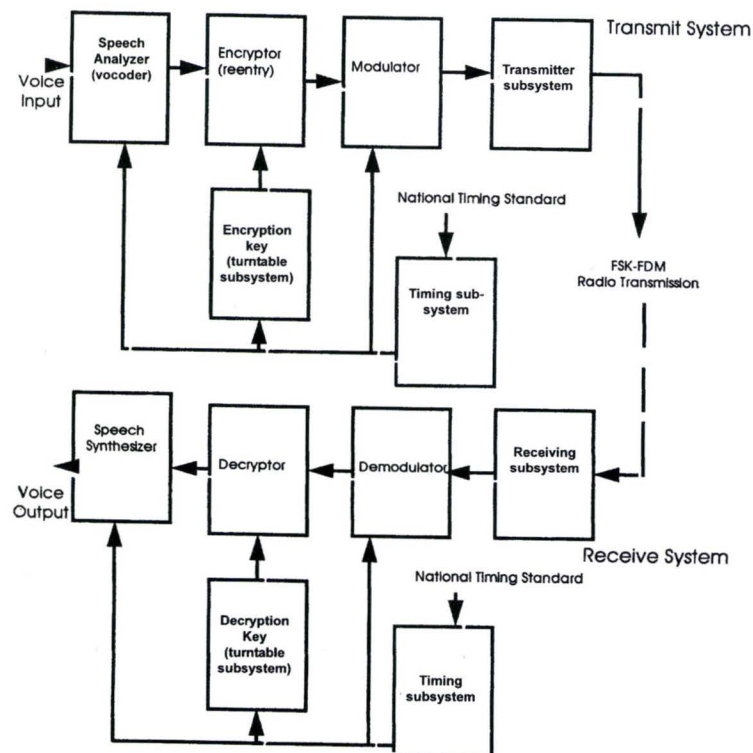 Transmit System
Voice
Input
Speech
Analyzer
(vocoder)
Encryptor
(reentry)
Modulator
Transmitter
subsystem
Encryption
key
(turntable
subsystem)
National Timing Standard
Timing sub-
system
FSK-FDM
Radio Transmission
Speech
Synthesizer
Decryptor
Demodulator
Receiving
subsystem
Voice
Output
Receive System
National Timing Standard
Decryption
Key
(turntable
subsystem)
Timing
subsystem